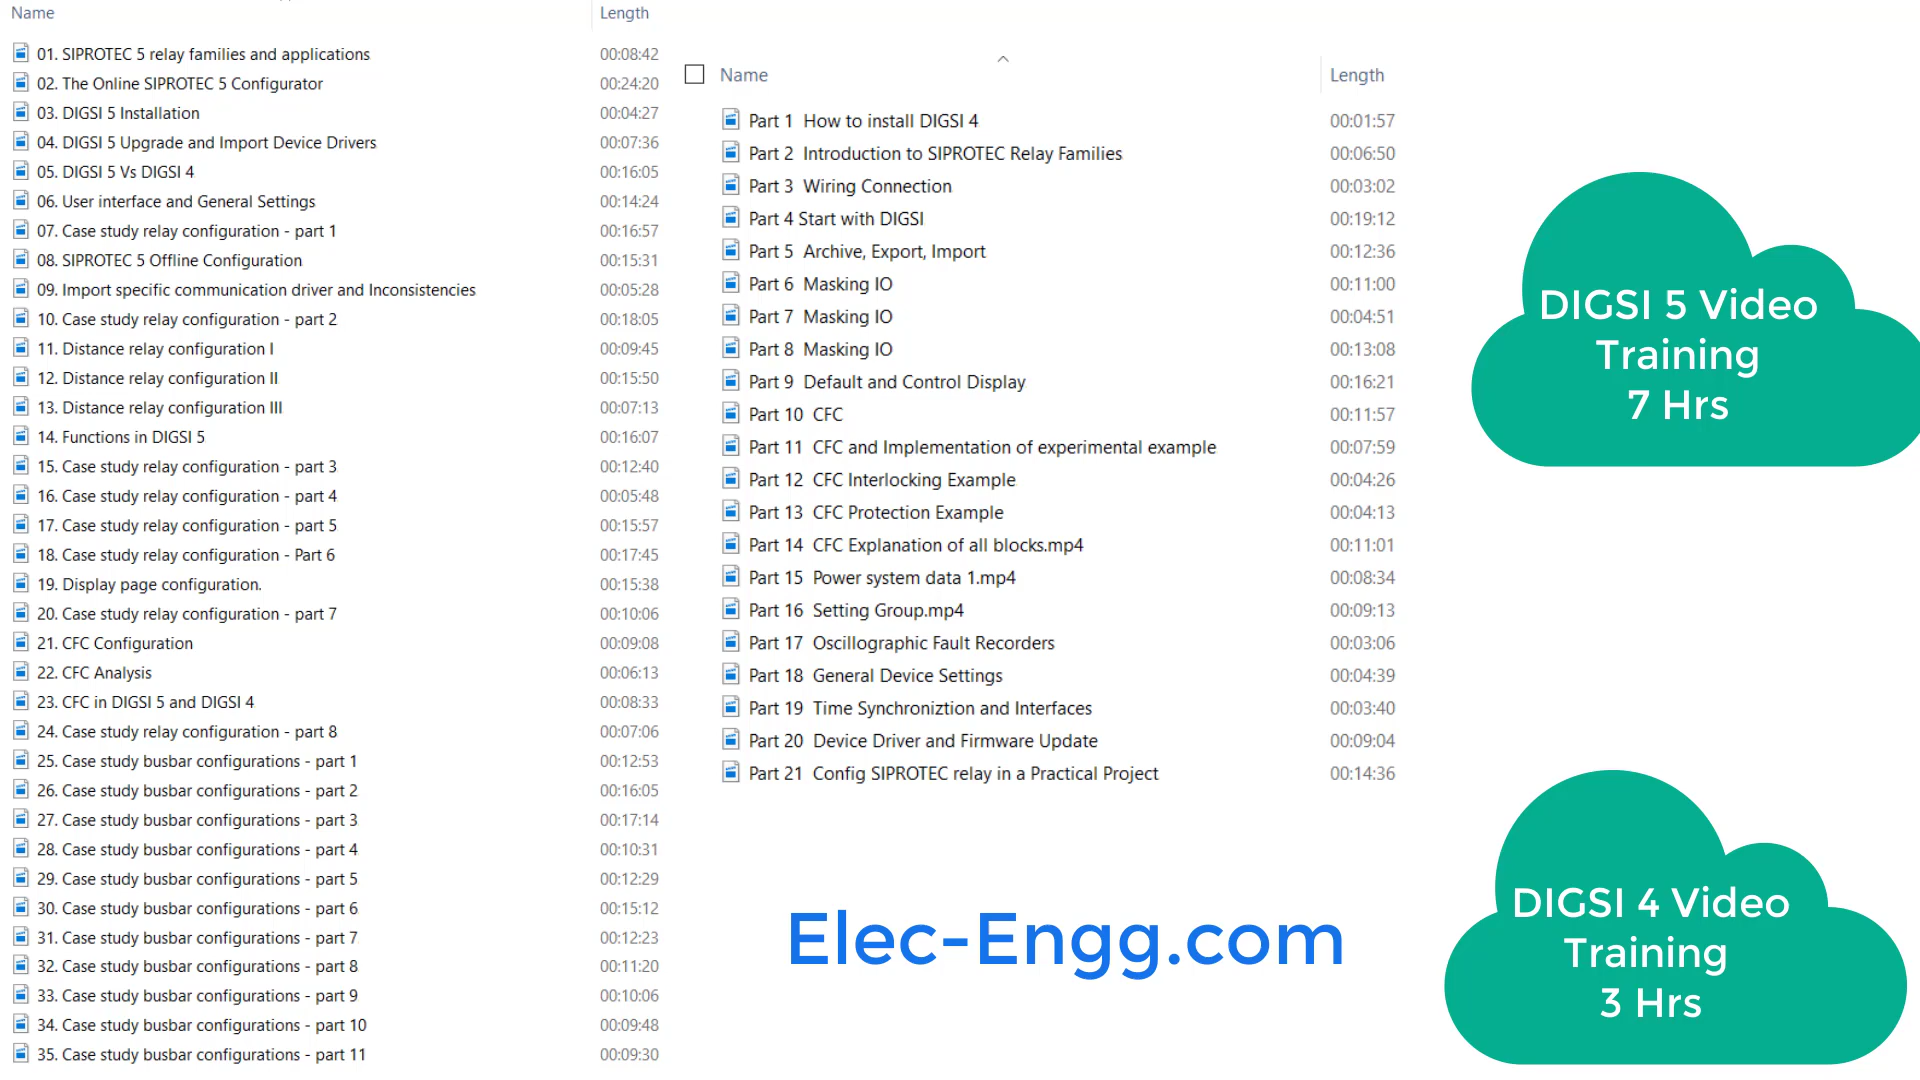 Name Length
01. SIPROTEC 5 relay families and applications 00:08:42
02. The Online SIPROTEC 5 Configurator 00:24:20
03. DIGSI 5 Installation 00:04:27
04. DIGSI 5 Upgrade and Import Device Drivers 00:07:36
05. DIGSI 5 Vs DIGSI 4 00:16:05
06. User interface and General Settings 00:14:24
07. Case study relay configuration - part 1 00:16:57
08. SIPROTEC 5 Offline Configuration 00:15:31
09. Import specific communication driver and Inconsistencies 00:05:28
10. Case study relay configuration - part 2 00:18:05
11. Distance relay configuration I 00:09:45
12. Distance relay configuration II 00:15:50
13. Distance relay configuration III 00:07:13
14. Functions in DIGSI 5 00:16:07
15. Case study relay configuration - part 3 00:12:40
16. Case study relay configuration - part 4 00:05:48
17. Case study relay configuration - part 5 00:15:57
18. Case study relay configuration - Part 6 00:17:45
19. Display page configuration. 00:15:38
20. Case study relay configuration - part 7 00:10:06
21. CFC Configuration 00:09:08
22. CFC Analysis 00:06:13
23. CFC in DIGSI 5 and DIGSI 4 00:08:33
24. Case study relay configuration - part 8 00:07:06
25. Case study busbar configurations - part 1 00:12:53
26. Case study busbar configurations - part 2 00:16:05
27. Case study busbar configurations - part 3 00:17:14
28. Case study busbar configurations - part 4 00:10:31
29. Case study busbar configurations - part 5 00:12:29
30. Case study busbar configurations - part 6 00:15:12
31. Case study busbar configurations - part 7 00:12:23
32. Case study busbar configurations - part 8 00:11:20
33. Case study busbar configurations - part 9 00:10:06
34. Case study busbar configurations - part 10 00:09:48
35. Case study busbar configurations - part 11 00:09:30
Name Length
Part 1 How to install DIGSI 4 00:01:57
Part 2 Introduction to SIPROTEC Relay Families 00:06:50
Part 3 Wiring Connection 00:03:02
Part 4 Start with DIGSI 00:19:12
Part 5 Archive, Export, Import 00:12:36
Part 6 Masking IO 00:11:00
Part 7 Masking IO 00:04:51
Part 8 Masking IO 00:13:08
Part 9 Default and Control Display 00:16:21
Part 10 CFC 00:11:57
Part 11 CFC and Implementation of experimental example 00:07:59
Part 12 CFC Interlocking Example 00:04:26
Part 13 CFC Protection Example 00:04:13
Part 14 CFC Explanation of all blocks.mp4 00:11:01
Part 15 Power system data 1.mp4 00:08:34
Part 16 Setting Group.mp4 00:09:13
Part 17 Oscillographic Fault Recorders 00:03:06
Part 18 General Device Settings 00:04:39
Part 19 Time Synchroniztion and Interfaces 00:03:40
Part 20 Device Driver and Firmware Update 00:09:04
Part 21 Config SIPROTEC relay in a Practical Project 00:14:36
Elec-Engg.com
DIGSI 5 Video
Training
7 Hrs
DIGSI 4 Video
Training
3 Hrs